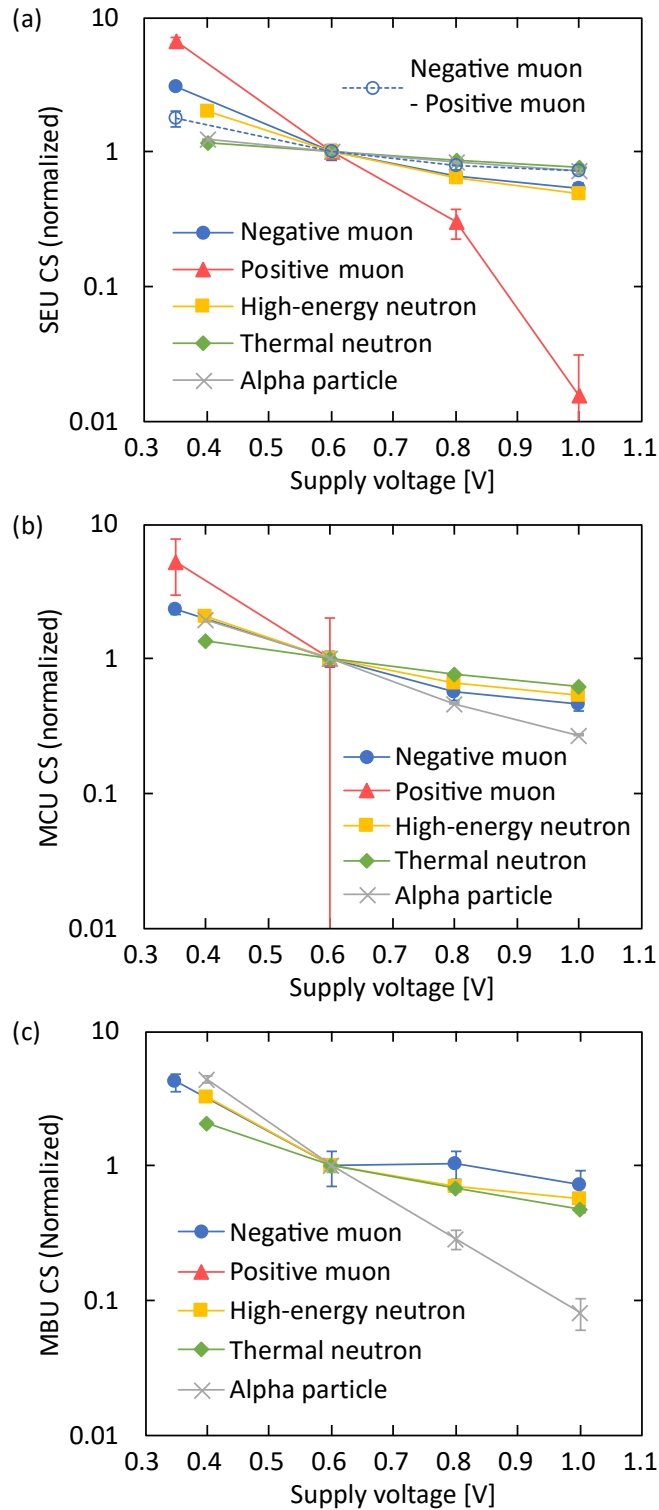 (a)
SEU CS (normalized)
10
1
0.1
0.01
Negative muon
- Positive muon
Negative muon
Positive muon
High-energy neutron
Thermal neutron
Alpha particle
0.3 0.4 0.5 0.6 0.7 0.8 0.9 1.0 1.1
Supply voltage [V]
(b)
MCU CS (normalized)
10
1
0.1
0.01
Negative muon
Positive muon
High-energy neutron
Thermal neutron
Alpha particle
0.3 0.4 0.5 0.6 0.7 0.8 0.9 1.0 1.1
Supply voltage [V]
(c)
MBU CS (Normalized)
10
1
0.1
0.01
Negative muon
Positive muon
High-energy neutron
Thermal neutron
Alpha particle
0.3 0.4 0.5 0.6 0.7 0.8 0.9 1.0 1.1
Supply voltage [V]